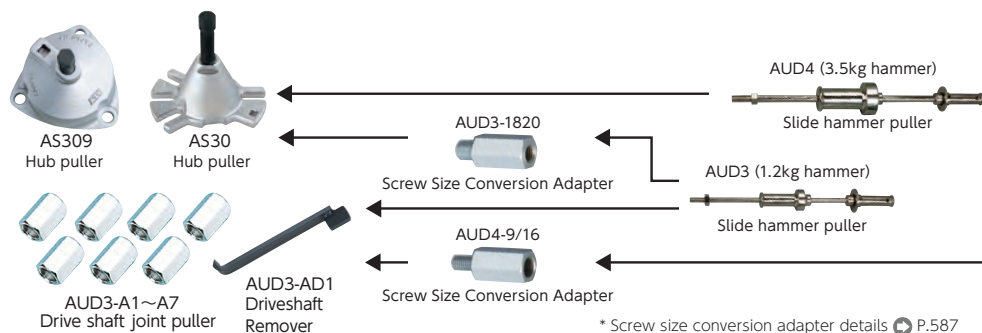 AUD4 (3.5kg hammer)
Slide hammer puller
AS309
Hub puller
AS30
Hub puller
AUD3-1820
Screw Size Conversion Adapter
AUD3 (1.2kg hammer)
Slide hammer puller
AUD4-9/16
Screw Size Conversion Adapter
AUD3-A1～A7
Drive shaft joint puller
AUD3-AD1
Driveshaft
Remover
* Screw size conversion adapter details P.587